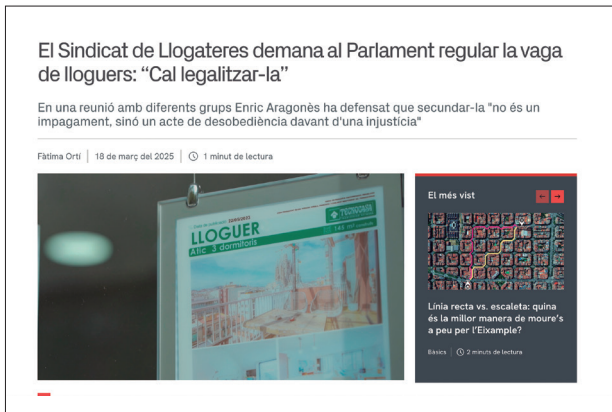 El Sindicat de Llogateres demana al Parlament regular la vaga
de lloguers: “Cal legalitzar-la”
En una reunió amb diferents grups Enric Aragonès ha defensat que secundar-la "no és un
impagament, sinó un acte de desobediència davant d'una injustícia"
Fàtima Ortí | 18 de març del 2025 | 1 minut de lectura
LLOGUER
Àtic 3 dormitoris
TECNOCASA
El més vist
Línia recta vs. escaleta: quina
és la millor manera de moure’s
a peu per l’Eixample?
Bàsics | 2 minuts de lectura